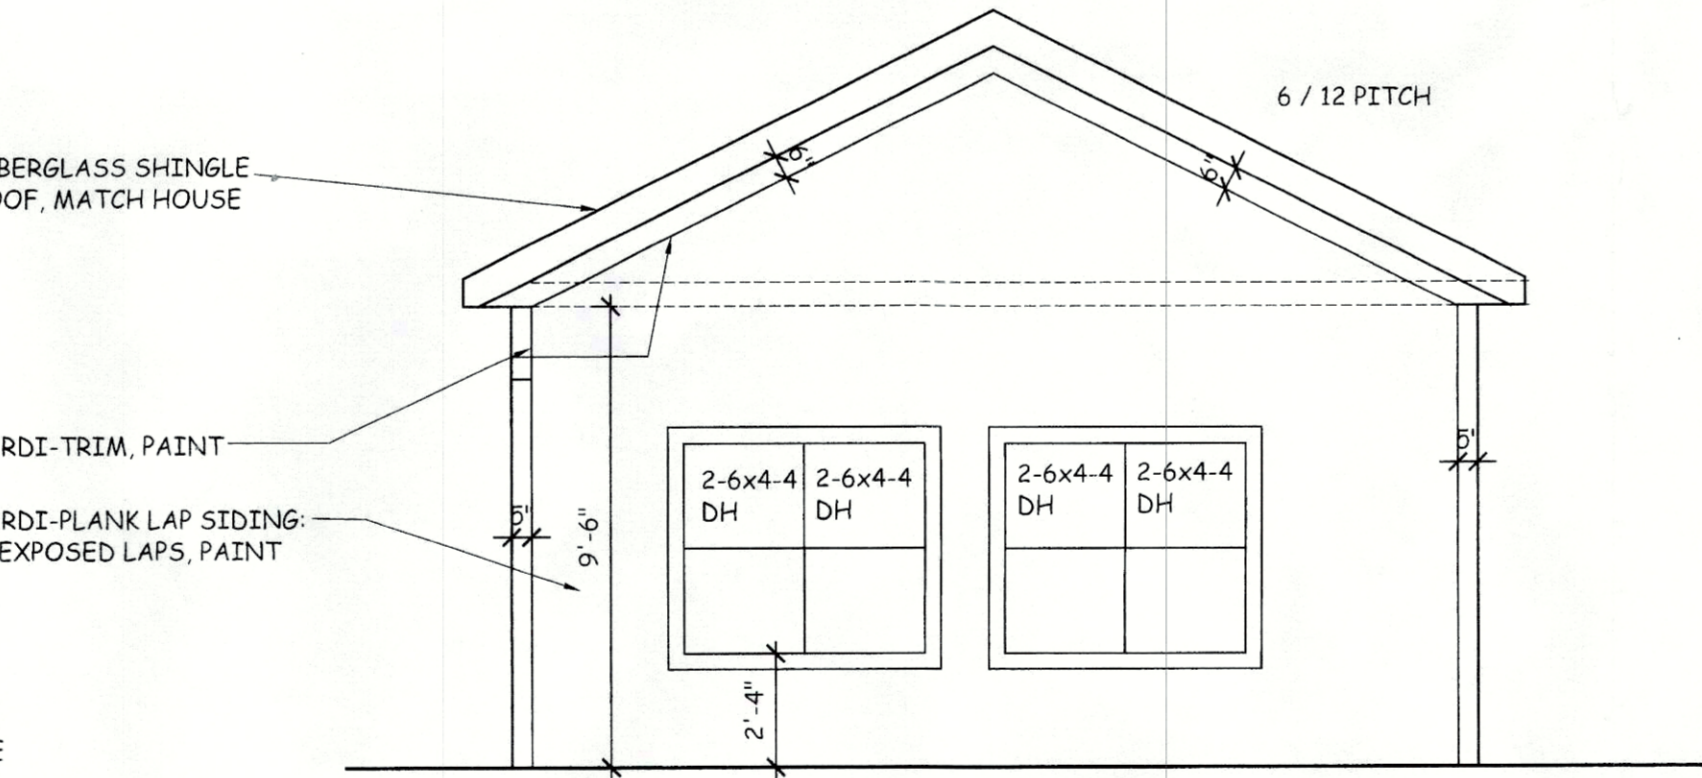 6 / 12 PITCH
BERGLASS SHINGLE
OOF, MATCH HOUSE
6"
6"
RDI-TRIM, PAINT
RDI-PLANK LAP SIDING:
EXPOSED LAPS, PAINT
5'
9'-6"
2-6x4-4
DH
2-6x4-4
DH
2-6x4-4
DH
2-6x4-4
DH
5'
2'-4"
E